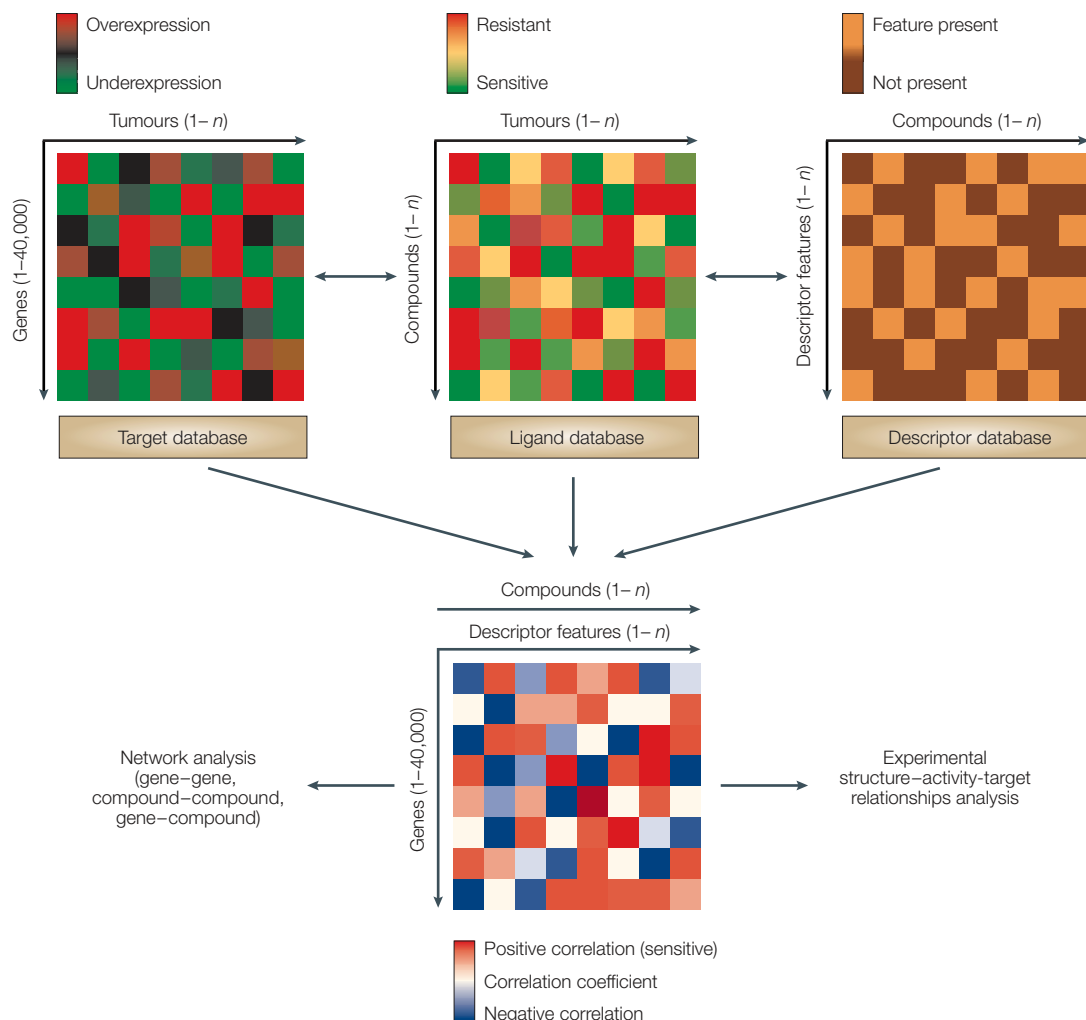 Overexpression
Underexpression
Resistant
Sensitive
Feature present
Not present
Tumours (1– n)
Genes (1–40,000)
Target database
Tumours (1– n)
Compounds (1– n)
Ligand database
Compounds (1– n)
Descriptor features (1– n)
Descriptor database
Compounds (1– n)
Descriptor features (1– n)
Genes (1–40,000)
Network analysis
(gene–gene,
compound–compound,
gene–compound)
Experimental
structure–activity-target
relationships analysis
Positive correlation (sensitive)
Correlation coefficient
Negative correlation